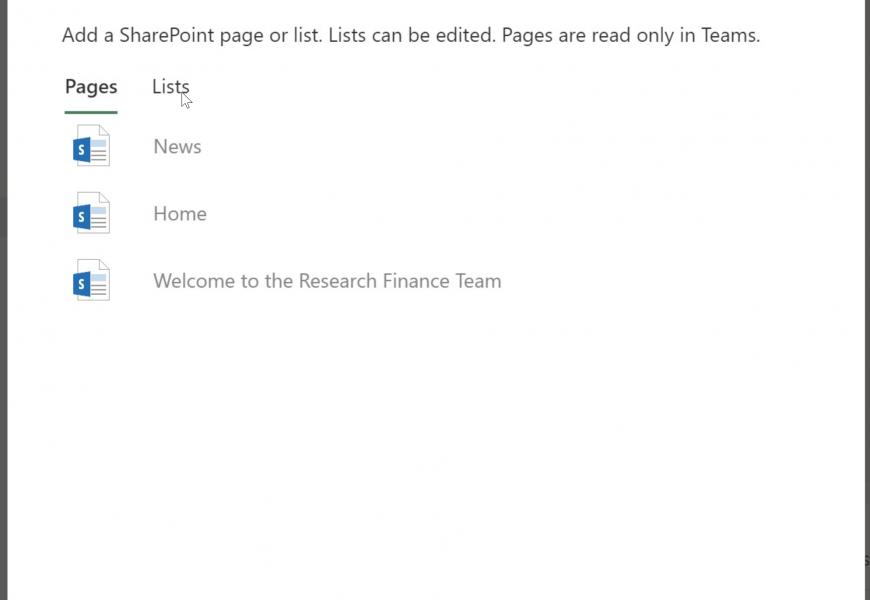 Add a SharePoint page or list. Lists can be edited. Pages are read only in Teams.
Pages Lists
S News
S Home
S Welcome to the Research Finance Team
s